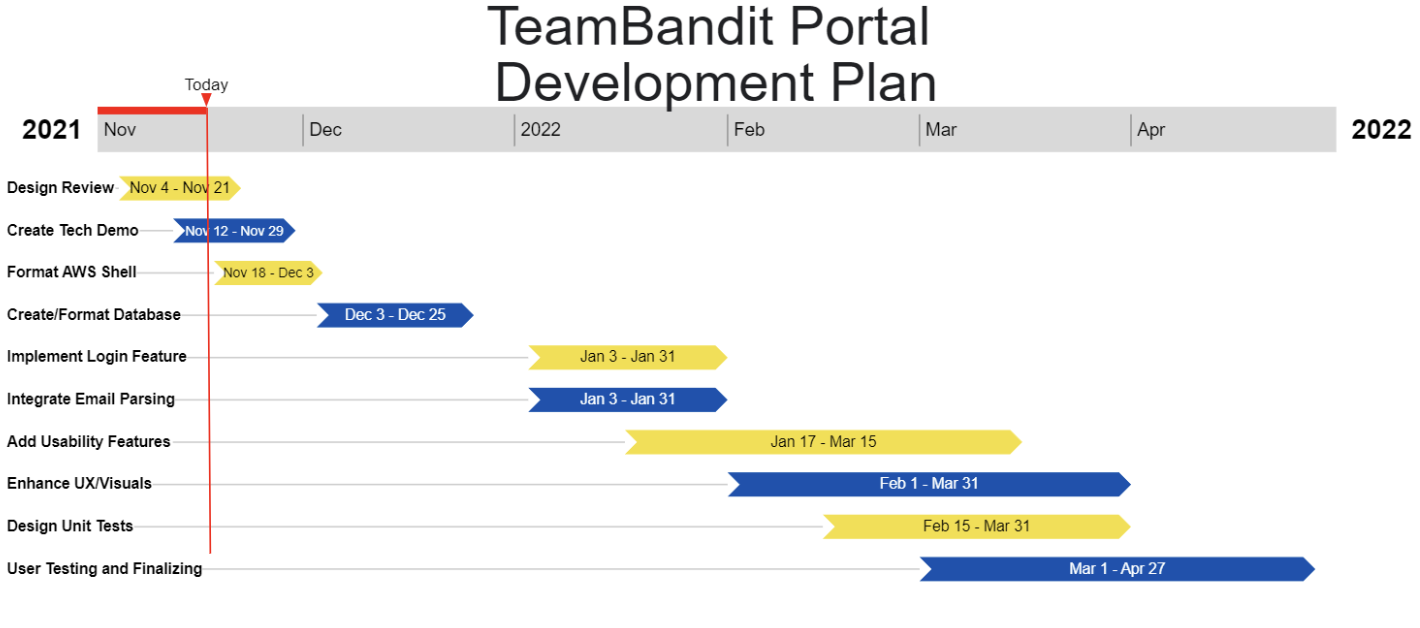 TeamBandit Portal
Development Plan
Today
2021 Nov Dec 2022 Feb Mar Apr 2022
Design Review Nov 4 - Nov 21
Create Tech Demo Nov 12 - Nov 29
Format AWS Shell Nov 18 - Dec 3
Create/Format Database Dec 3 - Dec 25
Implement Login Feature Jan 3 - Jan 31
Integrate Email Parsing Jan 3 - Jan 31
Add Usability Features Jan 17 - Mar 15
Enhance UX/Visuals Feb 1 - Mar 31
Design Unit Tests Feb 15 - Mar 31
User Testing and Finalizing Mar 1 - Apr 27